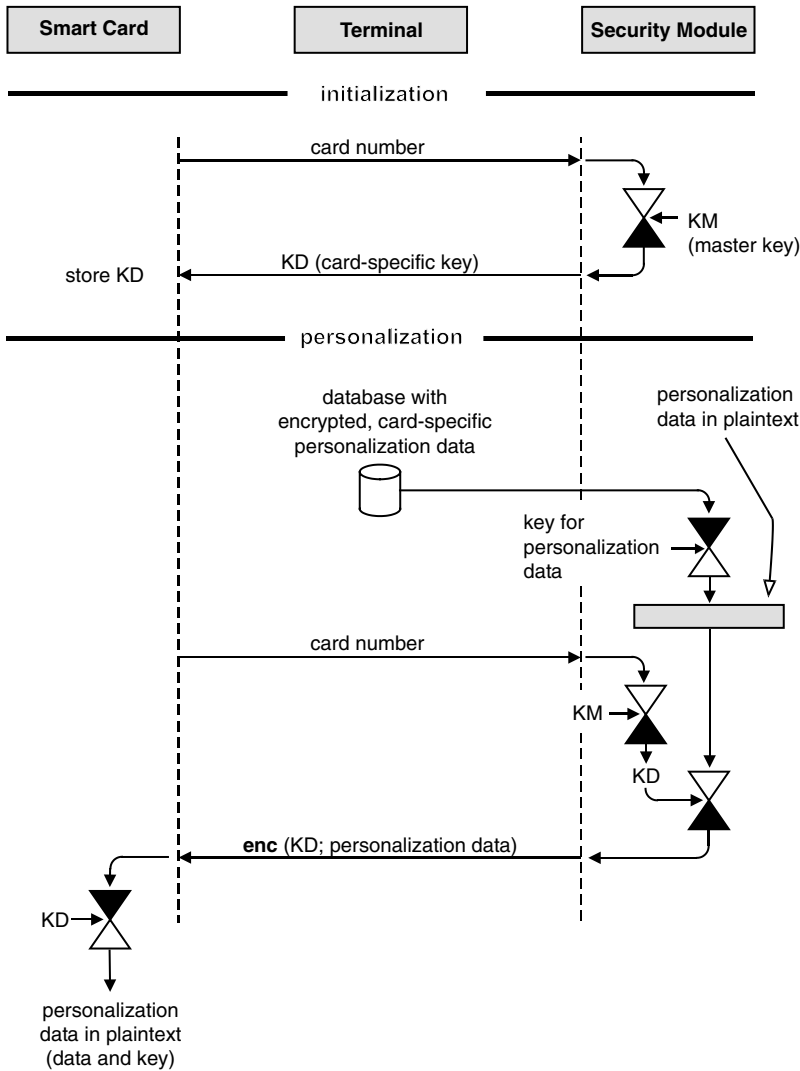 Smart Card
Terminal
Security Module
initialization
card number
KM
(master key)
KD (card-specific key)
store KD
personalization
database with
encrypted, card-specific
personalization data
personalization
data in plaintext
key for
personalization
data
card number
KM
KD
enc (KD; personalization data)
KD
personalization
data in plaintext
(data and key)